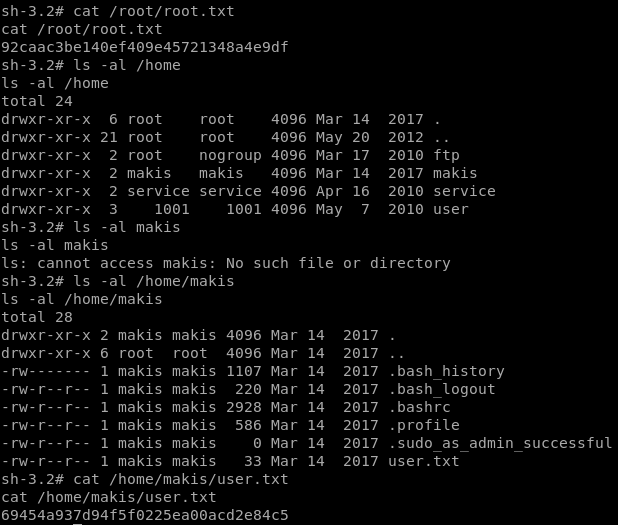 sh-3.2# cat /root/root.txt
cat /root/root.txt
92caac3be140ef409e45721348a4e9df
sh-3.2# ls -al /home
ls -al /home
total 24
drwxr-xr-x  6 root    root    4096 Mar 14  2017 .
drwxr-xr-x 21 root    root    4096 May 20  2012 ..
drwxr-xr-x  2 root    nogroup 4096 Mar 17  2010 ftp
drwxr-xr-x  2 makis   makis   4096 Mar 14  2017 makis
drwxr-xr-x  2 service service 4096 Apr 16  2010 service
drwxr-xr-x  3    1001    1001 4096 May  7  2010 user
sh-3.2# ls -al makis
ls -al makis
ls: cannot access makis: No such file or directory
sh-3.2# ls -al /home/makis
ls -al /home/makis
total 28
drwxr-xr-x 2 makis makis 4096 Mar 14  2017 .
drwxr-xr-x 6 root  root  4096 Mar 14  2017 ..
-rw------- 1 makis makis 1107 Mar 14  2017 .bash_history
-rw-r--r-- 1 makis makis  220 Mar 14  2017 .bash_logout
-rw-r--r-- 1 makis makis 2928 Mar 14  2017 .bashrc
-rw-r--r-- 1 makis makis  586 Mar 14  2017 .profile
-rw-r--r-- 1 makis makis    0 Mar 14  2017 .sudo_as_admin_successful
-rw-r--r-- 1 makis makis   33 Mar 14  2017 user.txt
sh-3.2# cat /home/makis/user.txt
cat /home/makis/user.txt
69454a937d94f5f0225ea00acd2e84c5